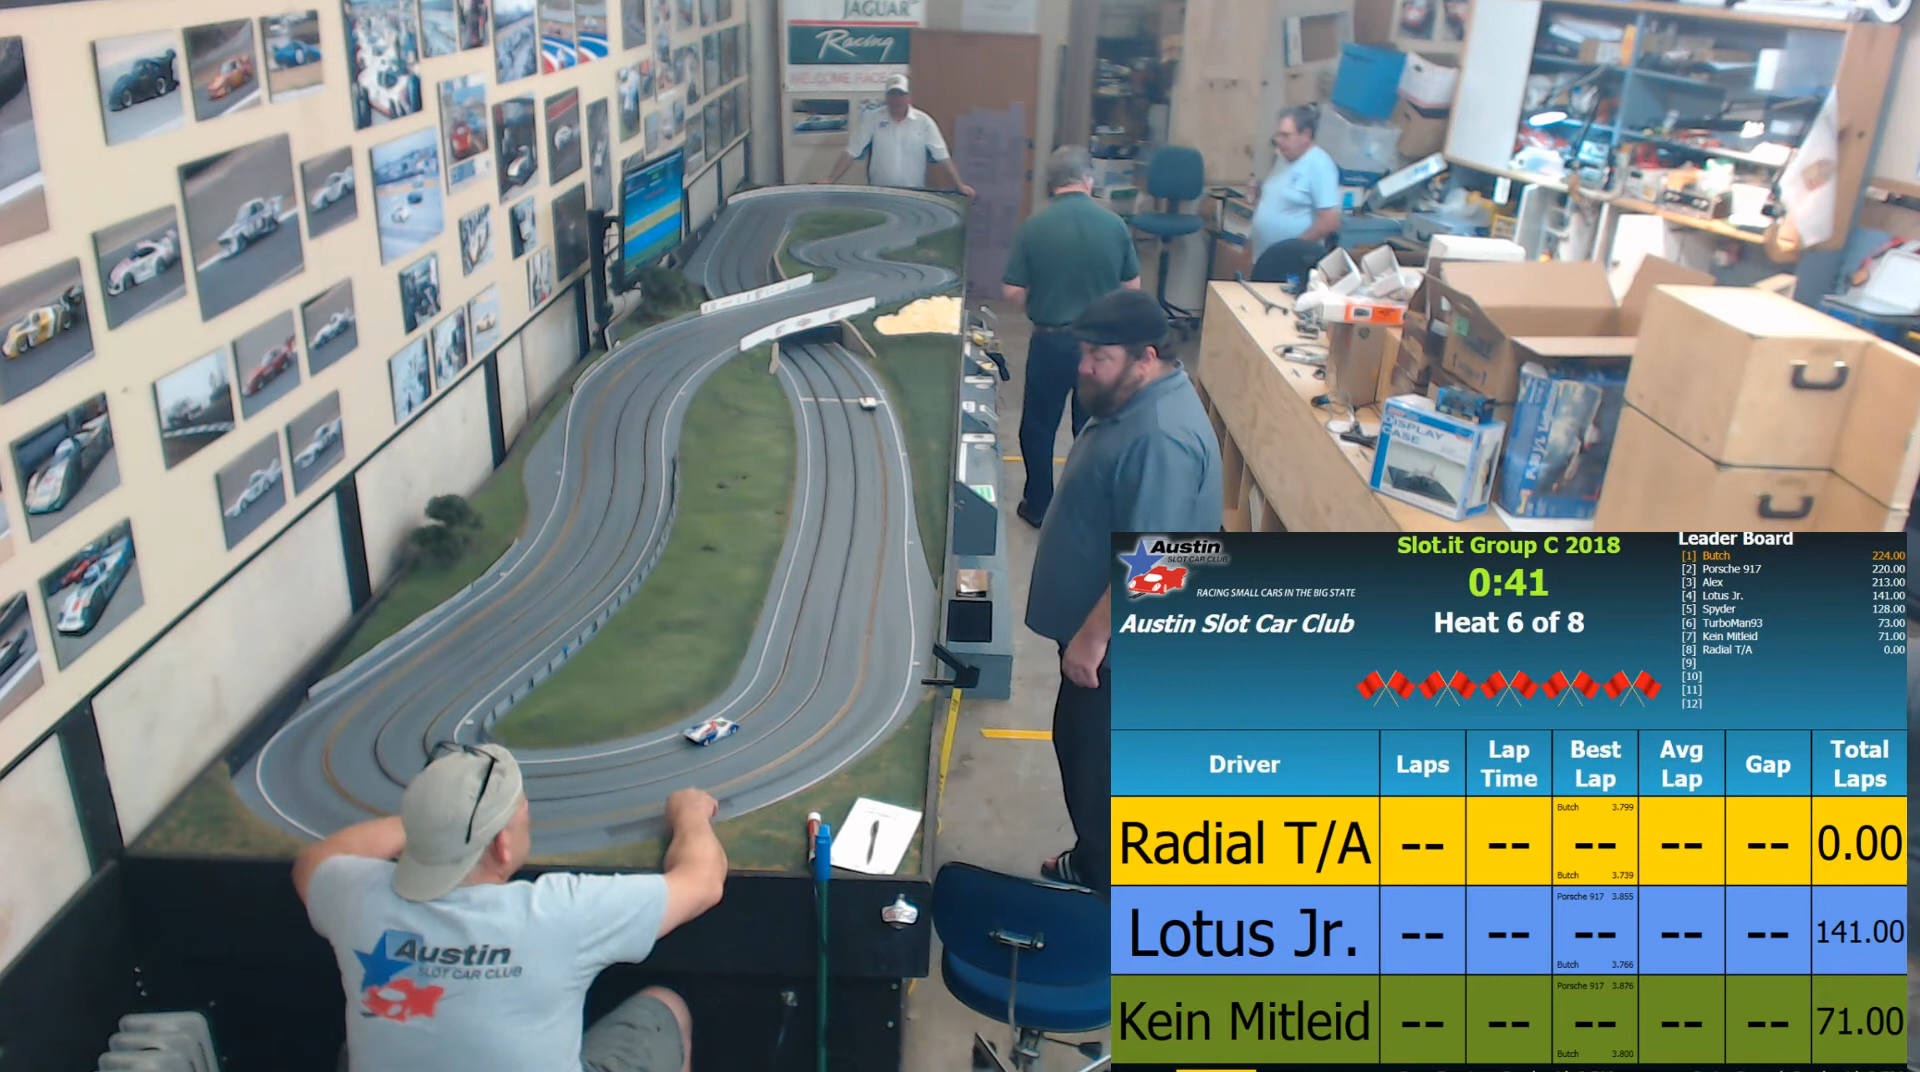 JAGUAR
Racing
WELCOME RACE
DISPLAY
CASE
Austin
SLOT CAR CLUB
Austin
SLOT CAR CLUB
RACING SMALL CARS IN THE BIG STATE
Austin Slot Car Club
Slot.it Group C 2018
0:41
Heat 6 of 8
Leader Board
[1] Butch 224.00
[2] Porsche 917 220.00
[3] Alex 213.00
[4] Lotus Jr. 141.00
[5] Spyder 128.00
[6] TurboMan93 73.00
[7] Kein Mitleid 71.00
[8] Radial T/A 0.00
[9]
[10]
[11]
[12]
Driver Laps Lap Time Best Lap Avg Lap Gap Total Laps
Butch 3.799
Radial T/A -- -- -- -- -- 0.00
Butch 3.739
Porsche 917 3.855
Lotus Jr. -- -- -- -- -- 141.00
Butch 3.766
Porsche 917 3.876
Kein Mitleid -- -- -- -- -- 71.00
Butch 3.800